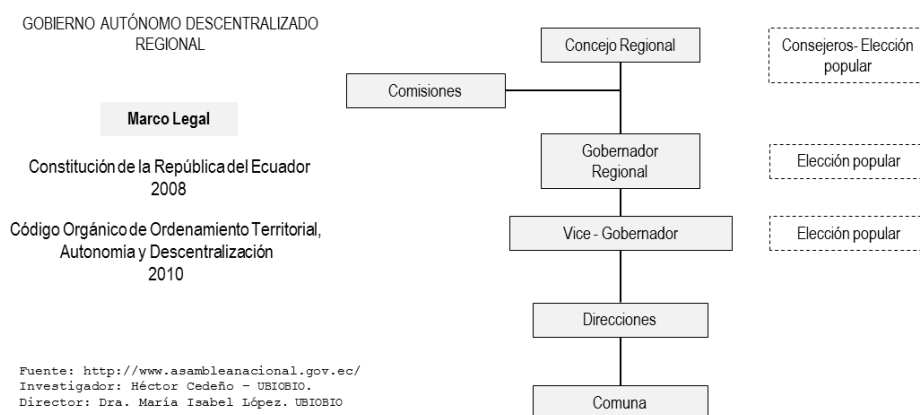 GOBIERNO AUTÓNOMO DESCENTRALIZADO
REGIONAL
Marco Legal
Constitución de la República del Ecuador
2008
Código Orgánico de Ordenamiento Territorial,
Autonomía y Descentralización
2010
Concejo Regional
Consejeros- Elección
popular
Comisiones
Gobernador
Regional
Elección popular
Vice - Gobernador
Elección popular
Direcciones
Comuna
Fuente: http://www.asambleanacional.gov.ec/
Investigador: Héctor Cedeño – UBIOBIO.
Director: Dra. María Isabel López. UBIOBIO